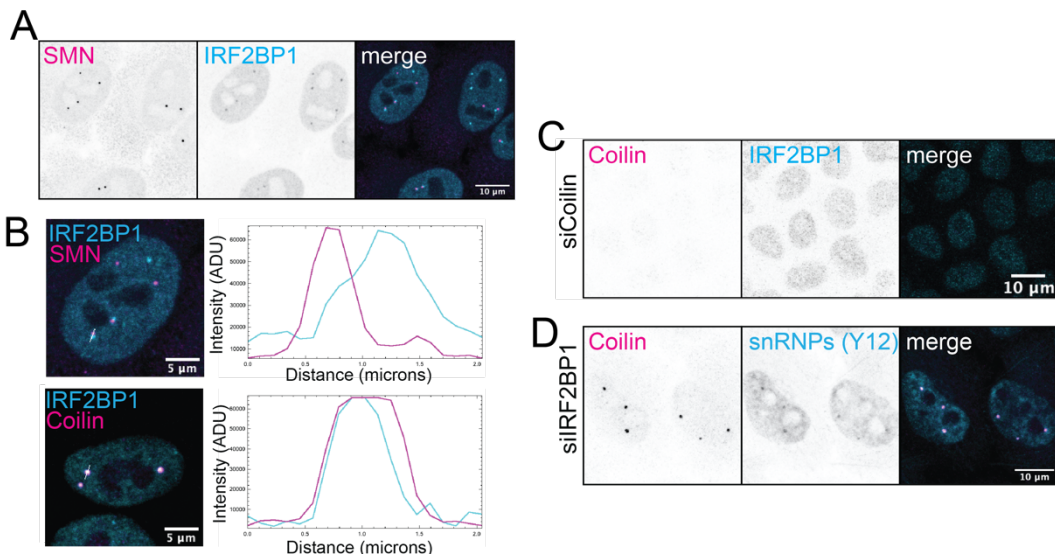 A
SMN
IRF2BP1
merge
10 µm
B
IRF2BP1
SMN
5 µm
Intensity (ADU)
60000
50000
40000
30000
20000
10000
0.0 0.5 1.0 1.5 2.0
Distance (microns)
IRF2BP1
Coilin
5 µm
Intensity (ADU)
60000
50000
40000
30000
20000
10000
0
0.0 0.5 1.0 1.5 2.0
Distance (microns)
C
siCoilin
Coilin
IRF2BP1
merge
10 µm
D
siIRF2BP1
Coilin
snRNPs (Y12)
merge
10 µm